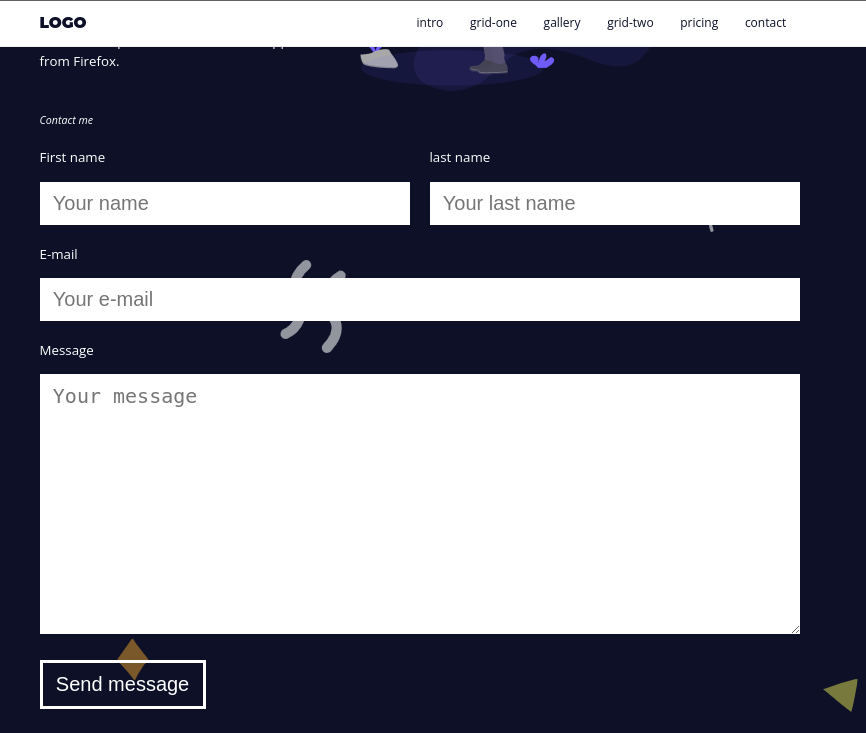 LOGO
intro grid-one gallery grid-two pricing contact
from Firefox.
Contact me
First name
last name
Your name
Your last name
E-mail
Your e-mail
Message
Your message
Send message